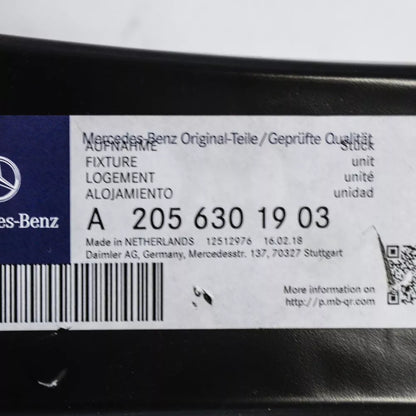 Mercedes-Benz Original-Teile/Geprüfte Qualität
AUFNAHME Stück
FIXTURE unit
LOGEMENT unité
ALOJAMIENTO unidad
des-Benz
A 205 630 19 03
Made in NETHERLANDS 12512976 16.02.18
Daimler AG, Germany, Mercedesstr. 137, 70327 Stuttgart
More information on
http://p.mb-qr.com